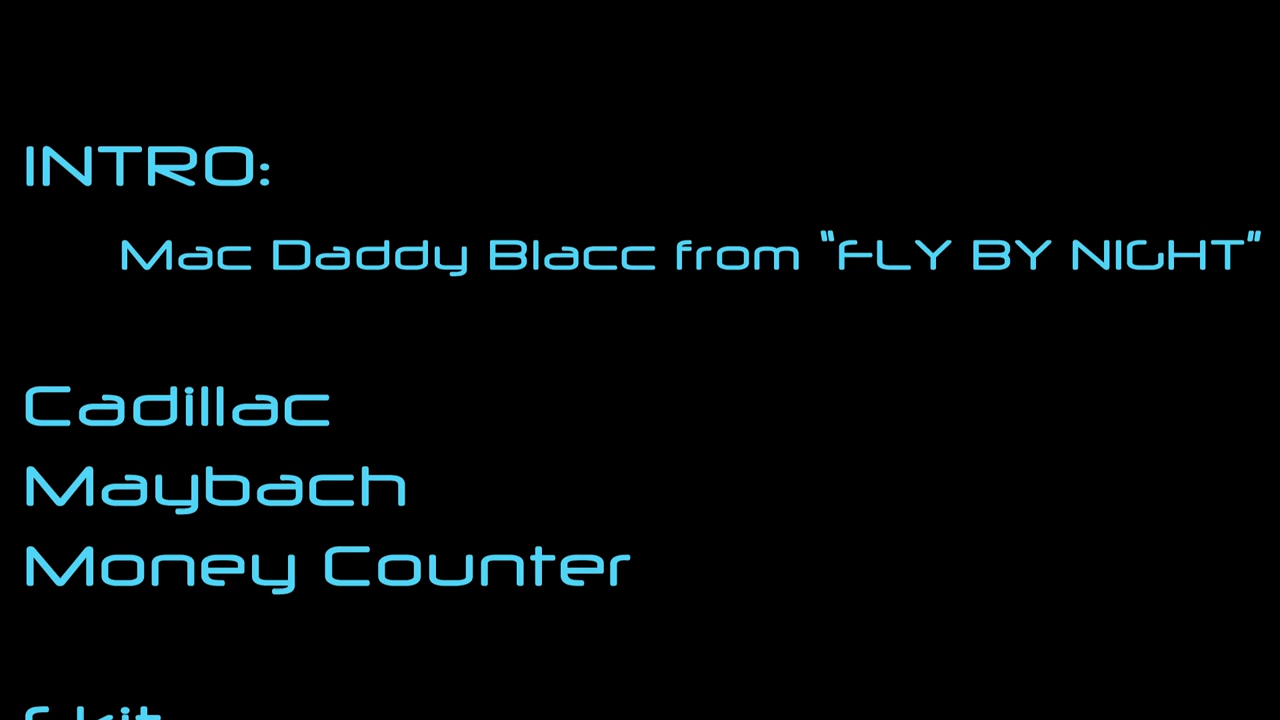 INTRO:
Mac Daddy Blacc from "FLY BY NIGHT"
Cadillac
Maybach
Money Counter